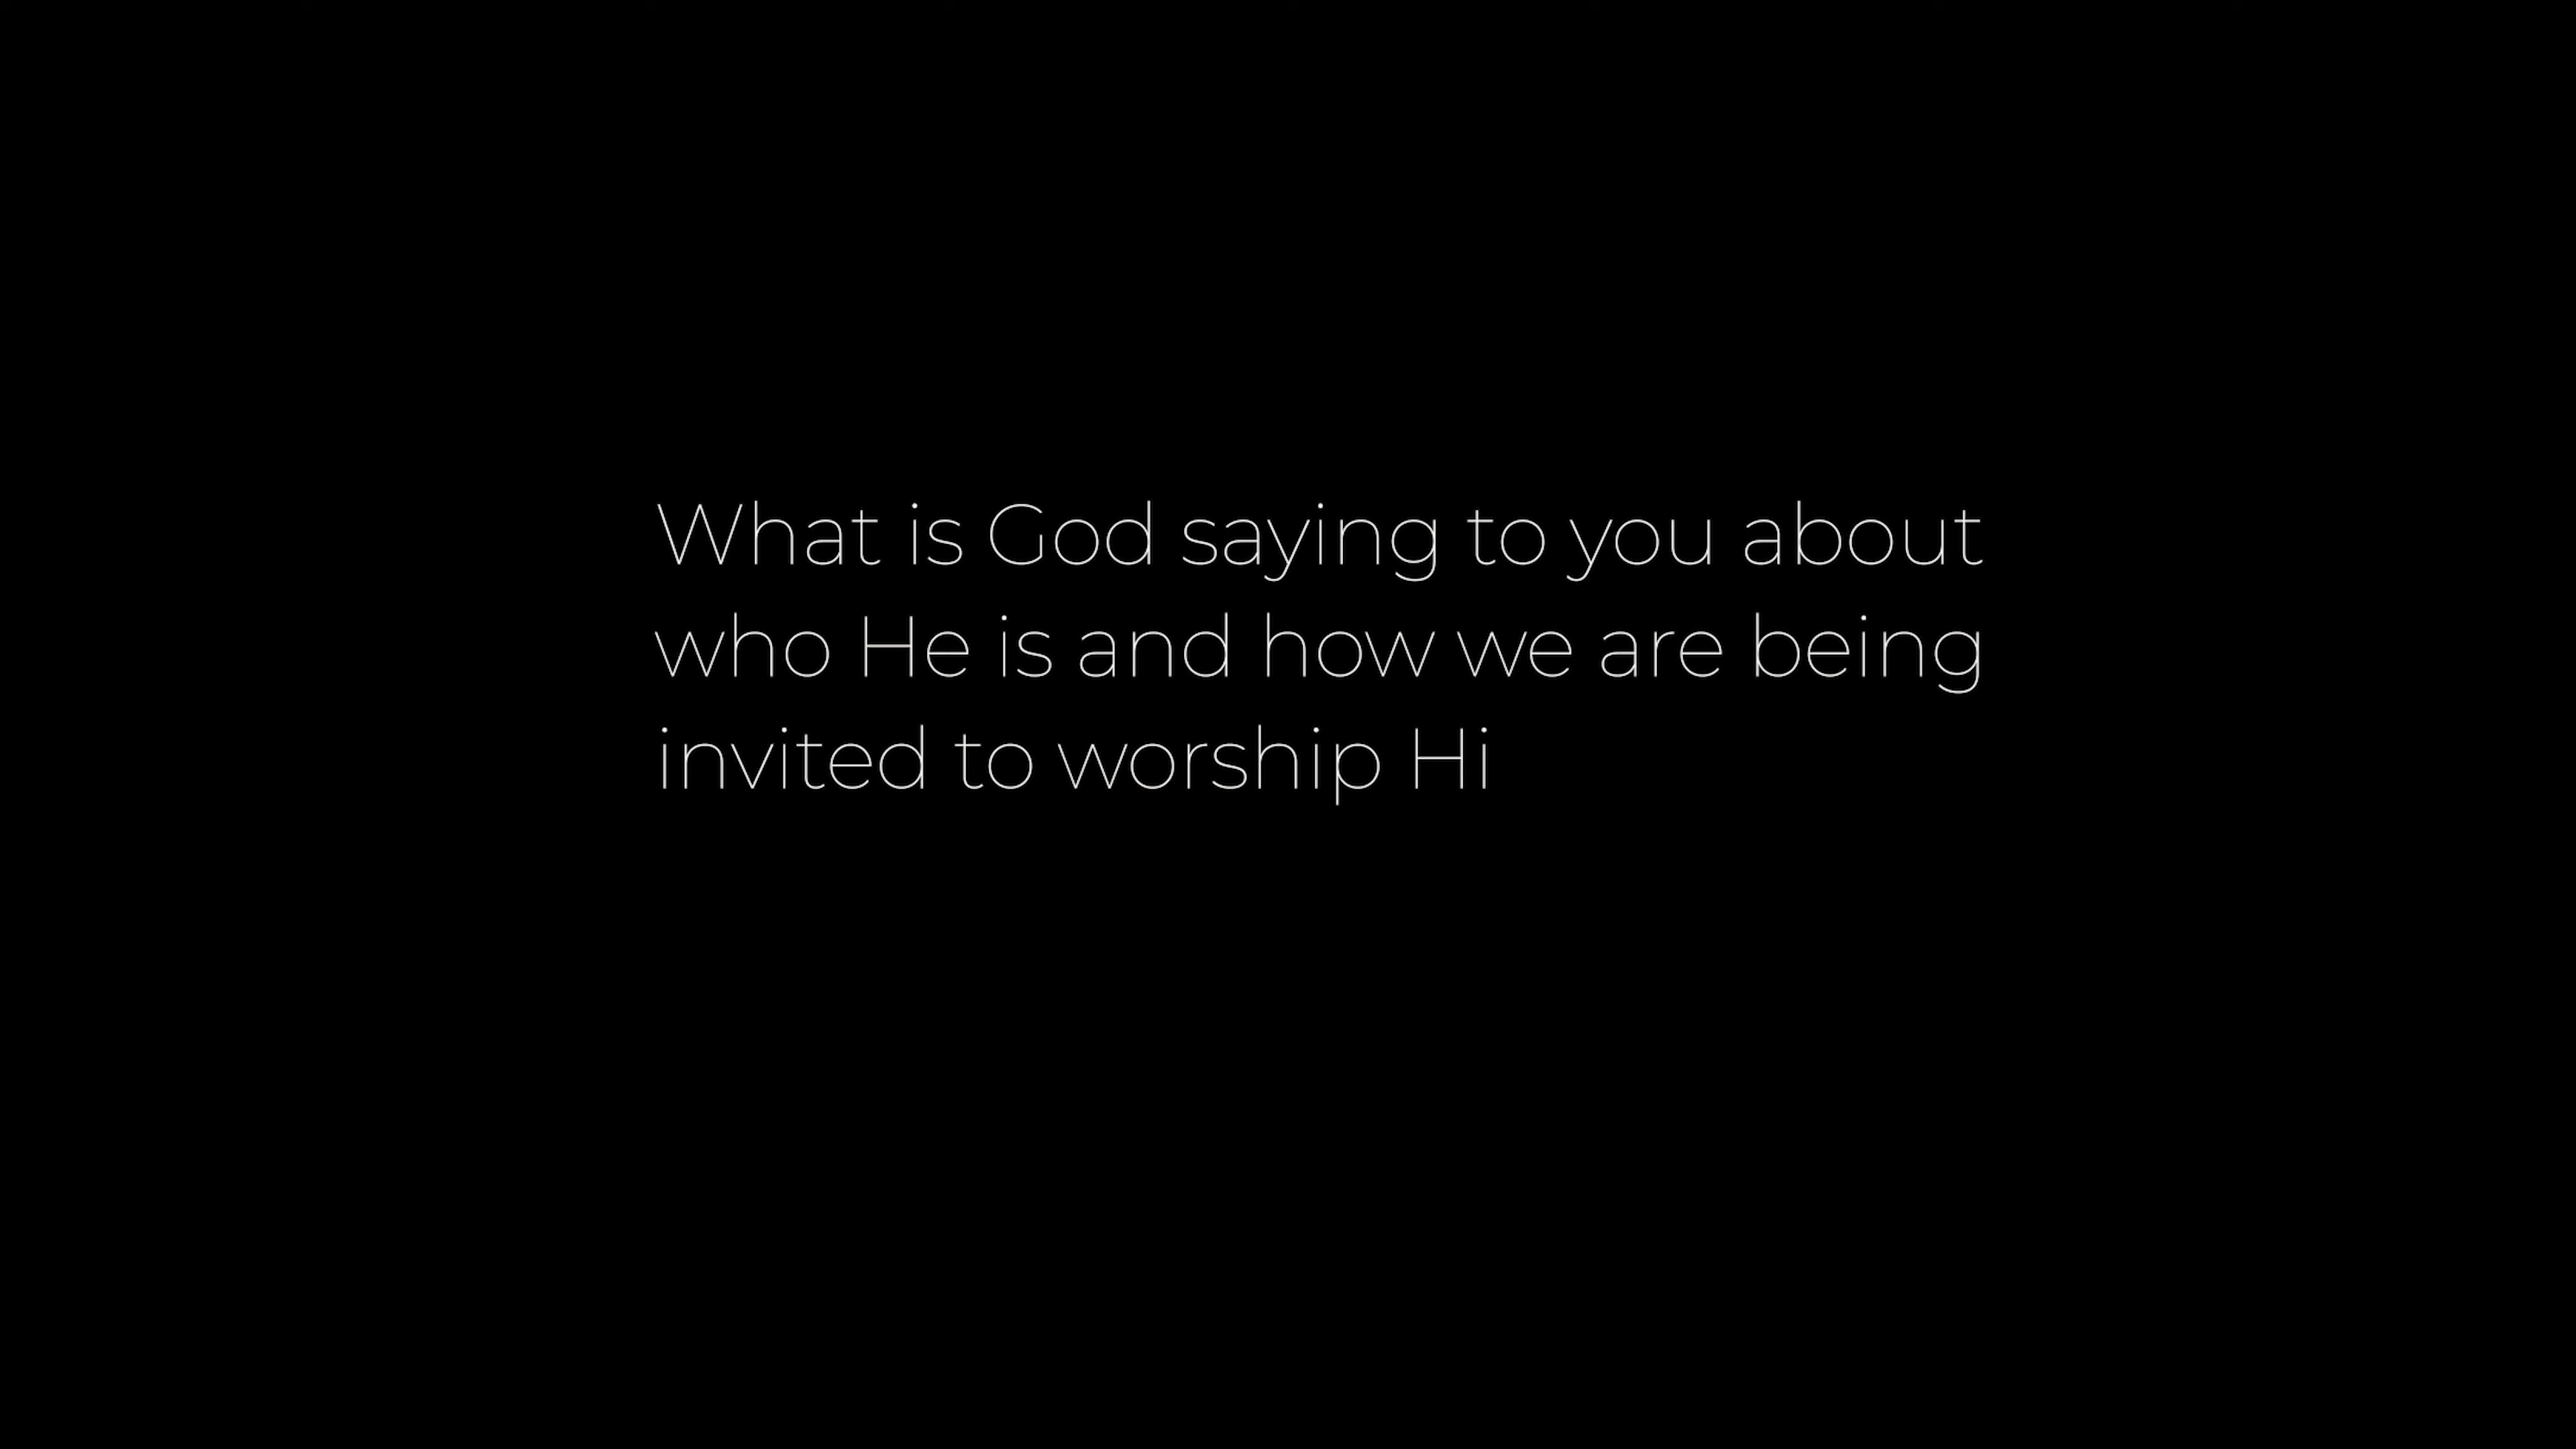 What is God saying to you about
who He is and how we are being
invited to worship Hi